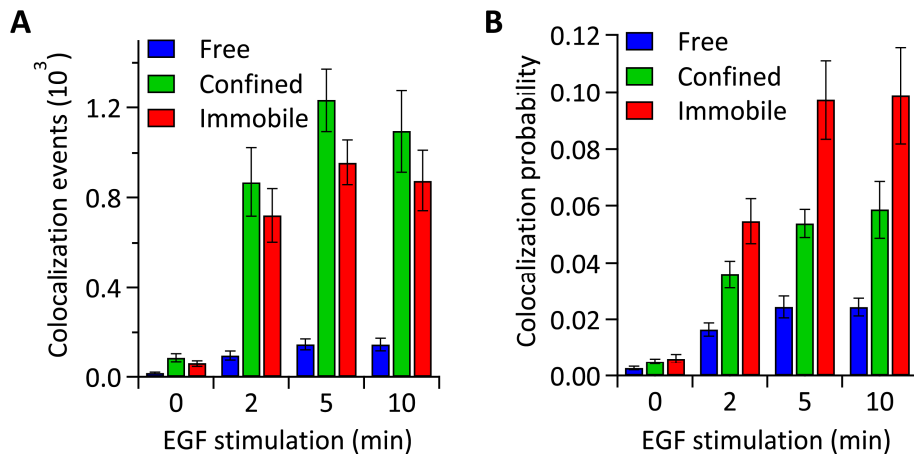 A
Colocalization events (10³)
Free
Confined
Immobile
1.2
0.8
0.4
0.0
0 2 5 10
EGF stimulation (min)
B
Colocalization probability
Free
Confined
Immobile
0.12
0.10
0.08
0.06
0.04
0.02
0.00
0 2 5 10
EGF stimulation (min)